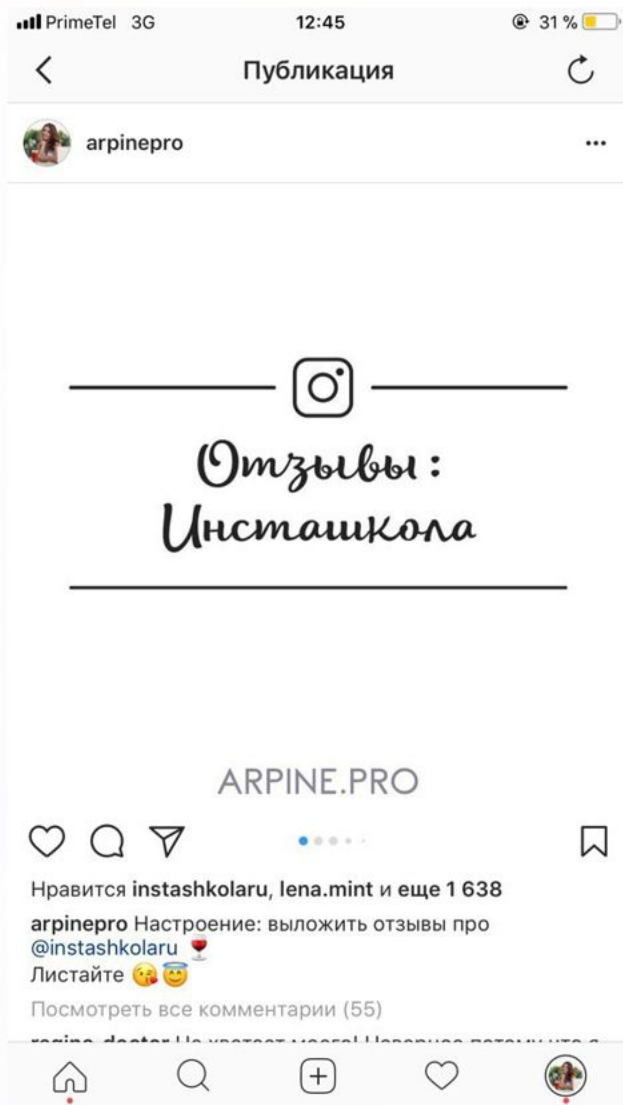 PrimeTel 3G 12:45 31 %
Публикация
arpinepro
Отзывы:
Инсташкола
ARPINE.PRO
Нравится instashkolaru, lena.mint и еще 1 638
arpinepro Настроение: выложить отзывы про
@instashkolaru 🍷
Листайте 😘😇
Посмотреть все комментарии (55)